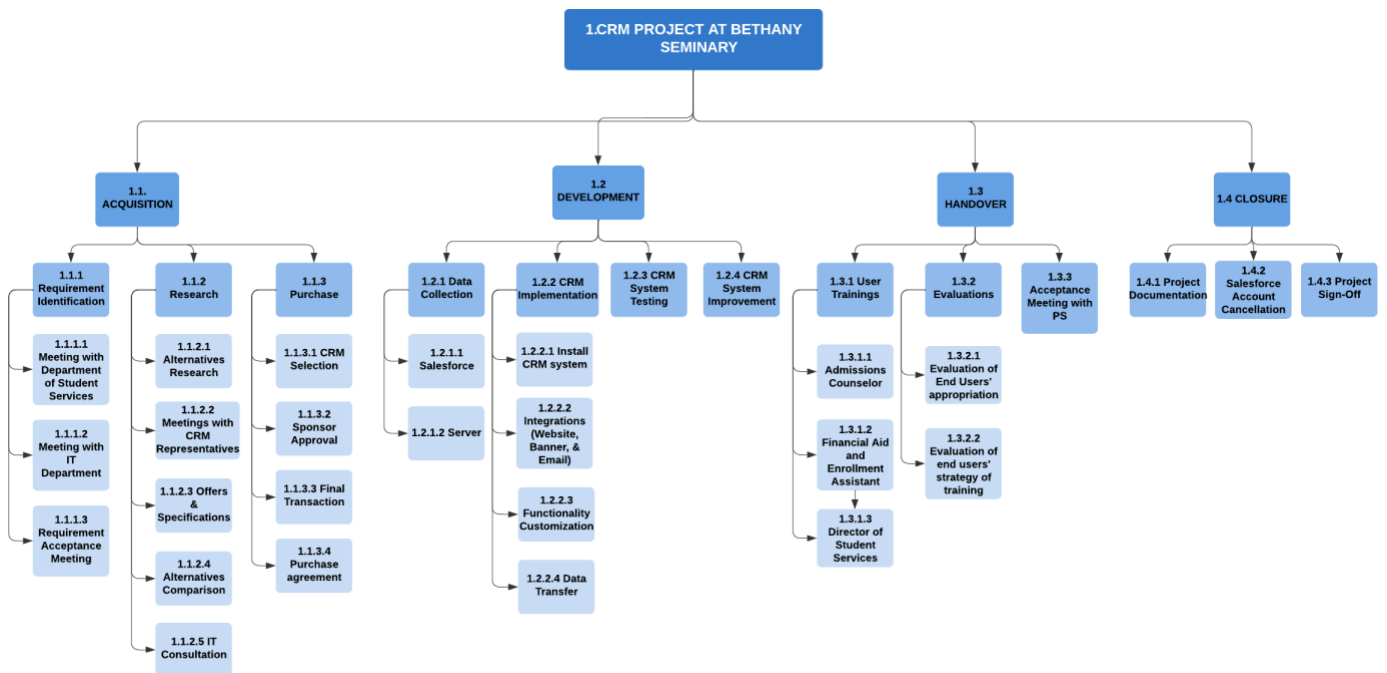 1.CRM PROJECT AT BETHANY
SEMINARY
1.1.
ACQUISITION
1.2
DEVELOPMENT
1.3
HANDOVER
1.4 CLOSURE
1.1.1
Requirement
Identification
1.1.2
Research
1.1.3
Purchase
1.2.1 Data
Collection
1.2.2 CRM
Implementation
1.2.3 CRM
System
Testing
1.2.4 CRM
System
Improvement
1.3.1 User
Trainings
1.3.2
Evaluations
1.3.3
Acceptance
Meeting with
PS
1.4.1 Project
Documentation
1.4.2
Salesforce
Account
Cancellation
1.4.3 Project
Sign-Off
1.1.1.1
Meeting with
Department
of Student
Services
1.1.1.2
Meeting with
IT
Department
1.1.1.3
Requirement
Acceptance
Meeting
1.1.2.1
Alternatives
Research
1.1.2.2
Meetings with
CRM
Representatives
1.1.2.3 Offers
&
Specifications
1.1.2.4
Alternatives
Comparison
1.1.2.5 IT
Consultation
1.1.3.1 CRM
Selection
1.1.3.2
Sponsor
Approval
1.1.3.3 Final
Transaction
1.1.3.4
Purchase
agreement
1.2.1.1
Salesforce
1.2.1.2 Server
1.2.2.1 Install
CRM system
1.2.2.2
Integrations
(Website,
Banner, &
Email)
1.2.2.3
Functionality
Customization
1.2.2.4 Data
Transfer
1.3.1.1
Admissions
Counselor
1.3.1.2
Financial Aid
and
Enrollment
Assistant
1.3.1.3
Director of
Student
Services
1.3.2.1
Evaluation of
End Users'
appropriation
1.3.2.2
Evaluation of
end users'
strategy of
training